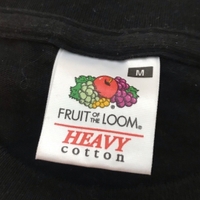 M
FRUIT OF THE LOOM®
HEAVY
cotton